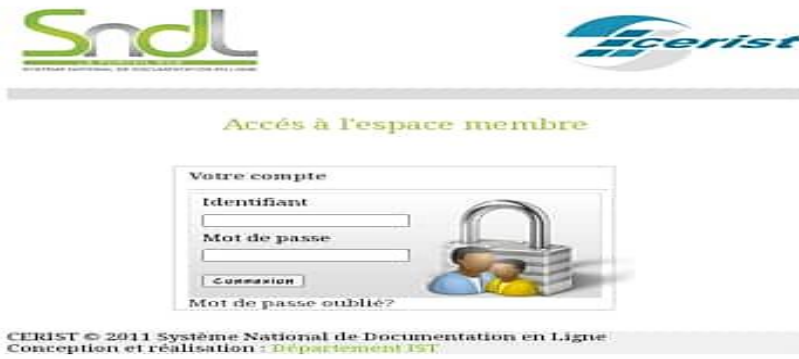 SndL
SYSTÈME NATIONAL DE DOCUMENTATION EN LIGNE
cerist
Accés à l'espace membre
Votre compte
Identifiant
Mot de passe
Connexion
Mot de passe oublié?
CERIST © 2011 Système National de Documentation en Ligne
Conception et réalisation : Département IST